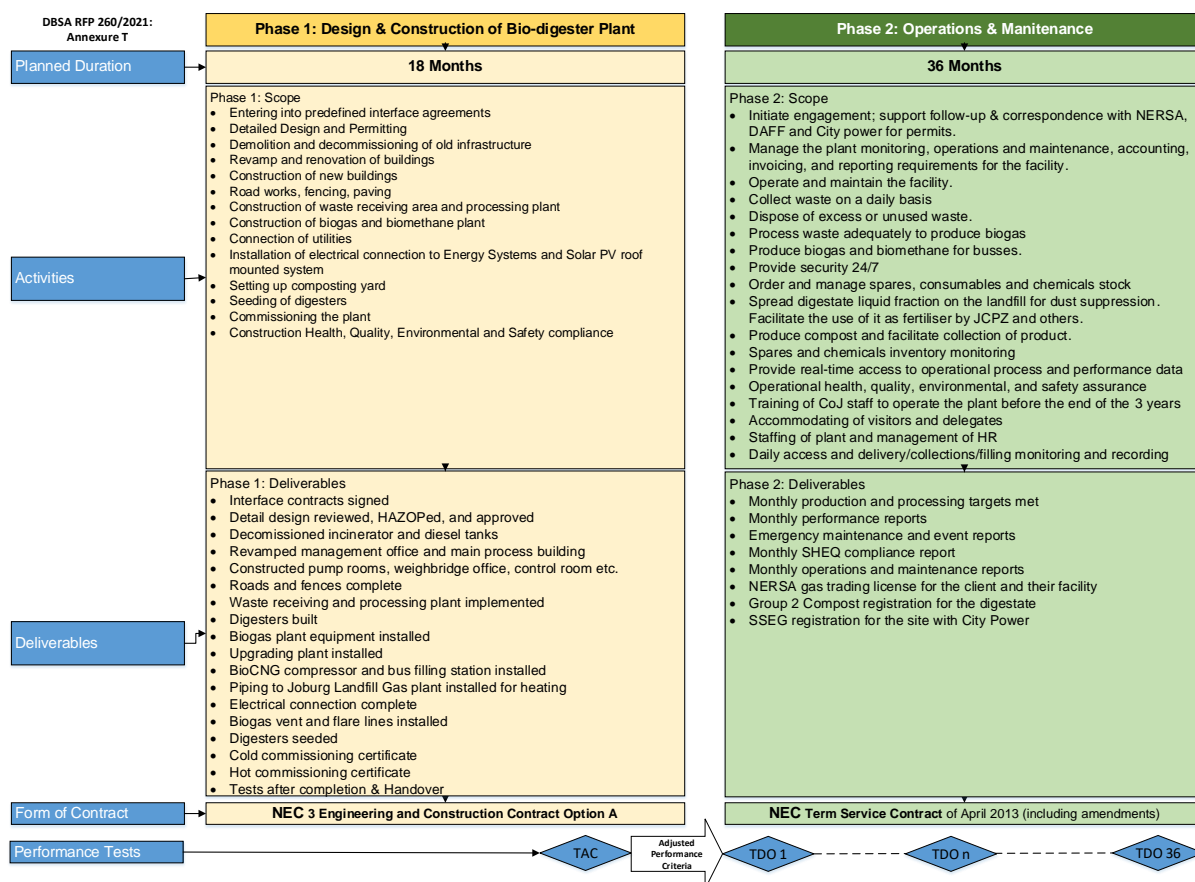 DBSA RFP 260/2021:
Annexure T
Phase 1: Design & Construction of Bio-digester Plant
Phase 2: Operations & Manitenance
Planned Duration
18 Months
36 Months
Activities
Phase 1: Scope
• Entering into predefined interface agreements
• Detailed Design and Permitting
• Demolition and decommissioning of old infrastructure
• Revamp and renovation of buildings
• Construction of new buildings
• Road works, fencing, paving
• Construction of waste receiving area and processing plant
• Construction of biogas and biomethane plant
• Connection of utilities
• Installation of electrical connection to Energy Systems and Solar PV roof
mounted system
• Setting up composting yard
• Seeding of digesters
• Commissioning the plant
• Construction Health, Quality, Environmental and Safety compliance
Phase 2: Scope
• Initiate engagement; support follow-up & correspondence with NERSA,
DAFF and City power for permits.
• Manage the plant monitoring, operations and maintenance, accounting,
invoicing, and reporting requirements for the facility.
• Operate and maintain the facility.
• Collect waste on a daily basis
• Dispose of excess or unused waste.
• Process waste adequately to produce biogas
• Produce biogas and biomethane for busses.
• Provide security 24/7
• Order and manage spares, consumables and chemicals stock
• Spread digestate liquid fraction on the landfill for dust suppression.
Facilitate the use of it as fertiliser by JCPZ and others.
• Produce compost and facilitate collection of product.
• Spares and chemicals inventory monitoring
• Provide real-time access to operational process and performance data
• Operational health, quality, environmental, and safety assurance
• Training of CoJ staff to operate the plant before the end of the 3 years
• Accommodating of visitors and delegates
• Staffing of plant and management of HR
• Daily access and delivery/collections/filling monitoring and recording
Deliverables
Phase 1: Deliverables
• Interface contracts signed
• Detail design reviewed, HAZOPed, and approved
• Decomissioned incinerator and diesel tanks
• Revamped management office and main process building
• Constructed pump rooms, weighbridge office, control room etc.
• Roads and fences complete
• Waste receiving and processing plant implemented
• Digesters built
• Biogas plant equipment installed
• Upgrading plant installed
• BioCNG compressor and bus filling station installed
• Piping to Joburg Landfill Gas plant installed for heating
• Electrical connection complete
• Biogas vent and flare lines installed
• Digesters seeded
• Cold commissioning certificate
• Hot commissioning certificate
• Tests after completion & Handover
Phase 2: Deliverables
• Monthly production and processing targets met
• Monthly performance reports
• Emergency maintenance and event reports
• Monthly SHEQ compliance report
• Monthly operations and maintenance reports
• NERSA gas trading license for the client and their facility
• Group 2 Compost registration for the digestate
• SSEG registration for the site with City Power
Form of Contract
NEC 3 Engineering and Construction Contract Option A
NEC Term Service Contract of April 2013 (including amendments)
Performance Tests
TAC
Adjusted
Performance
Criteria
TDO 1
TDO n
TDO 36